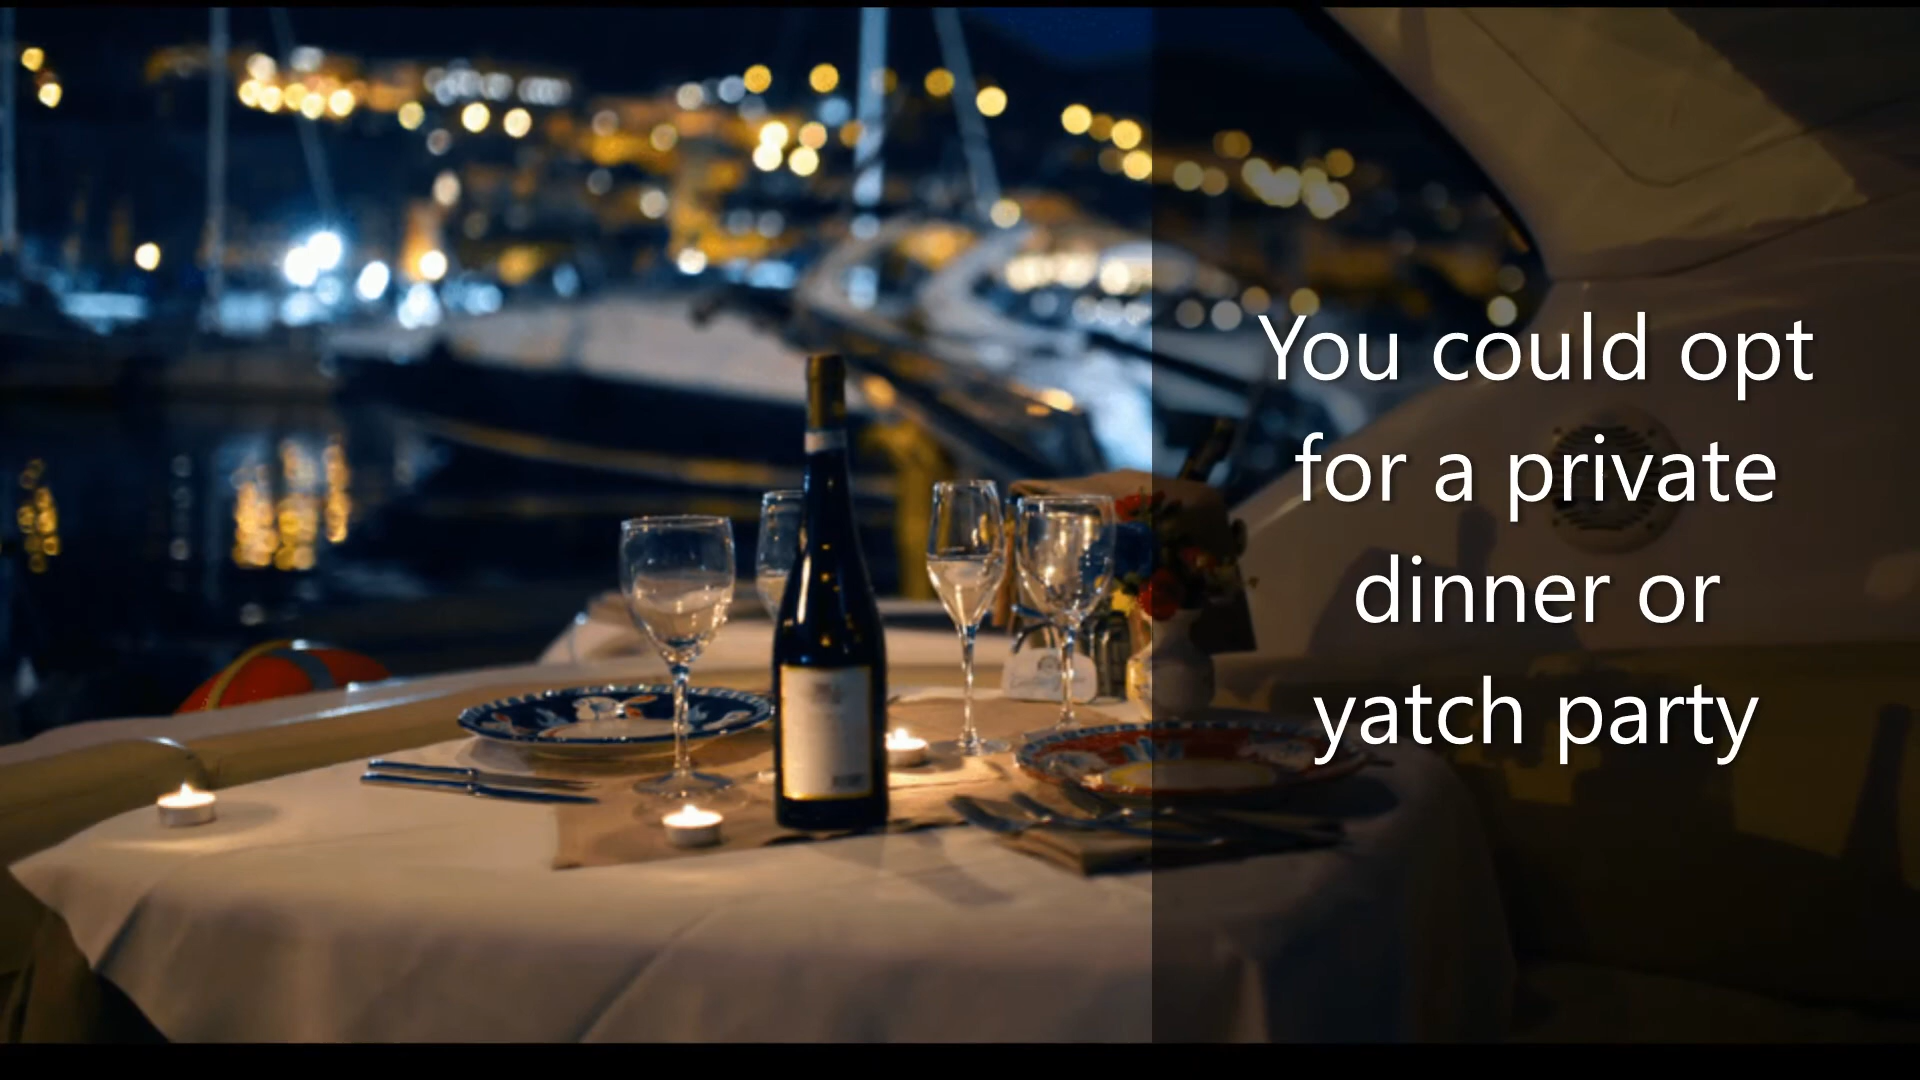 You could opt
for a private
dinner or
yatch party